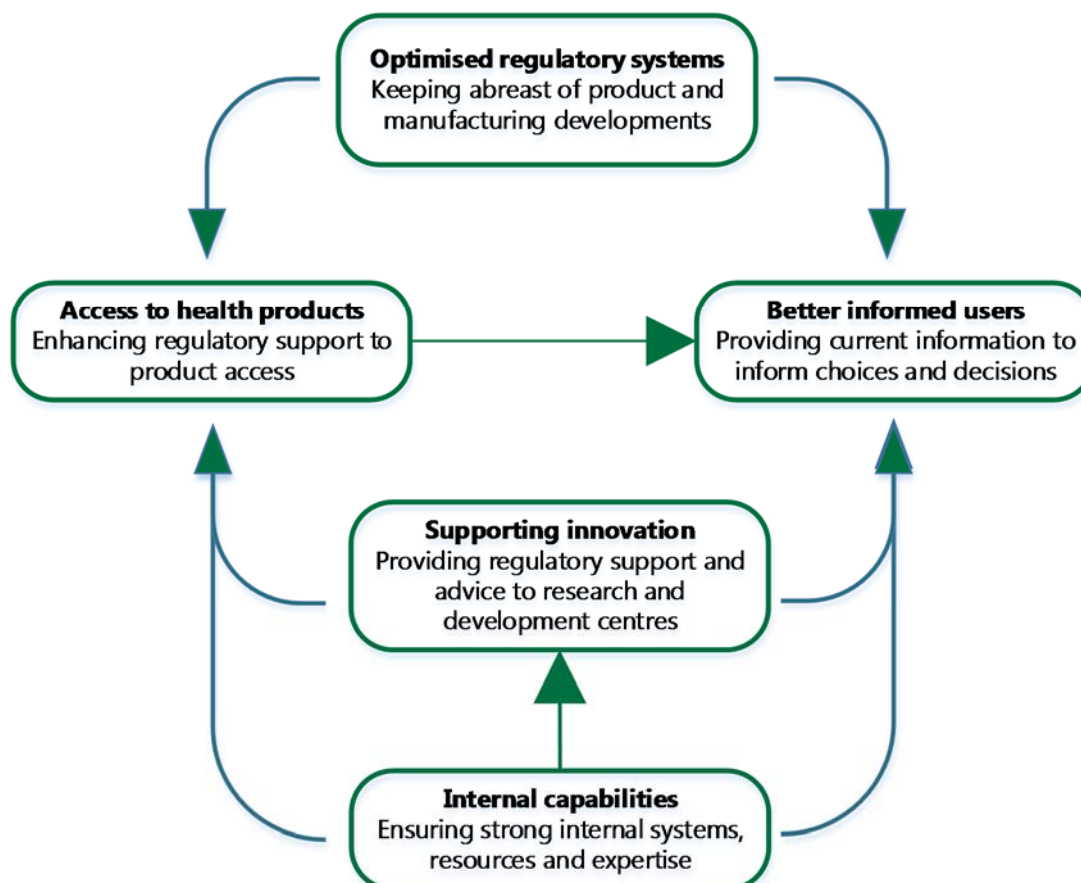 Optimised regulatory systems
Keeping abreast of product and
manufacturing developments
Access to health products
Enhancing regulatory support to
product access
Better informed users
Providing current information to
inform choices and decisions
Supporting innovation
Providing regulatory support and
advice to research and
development centres
Internal capabilities
Ensuring strong internal systems,
resources and expertise